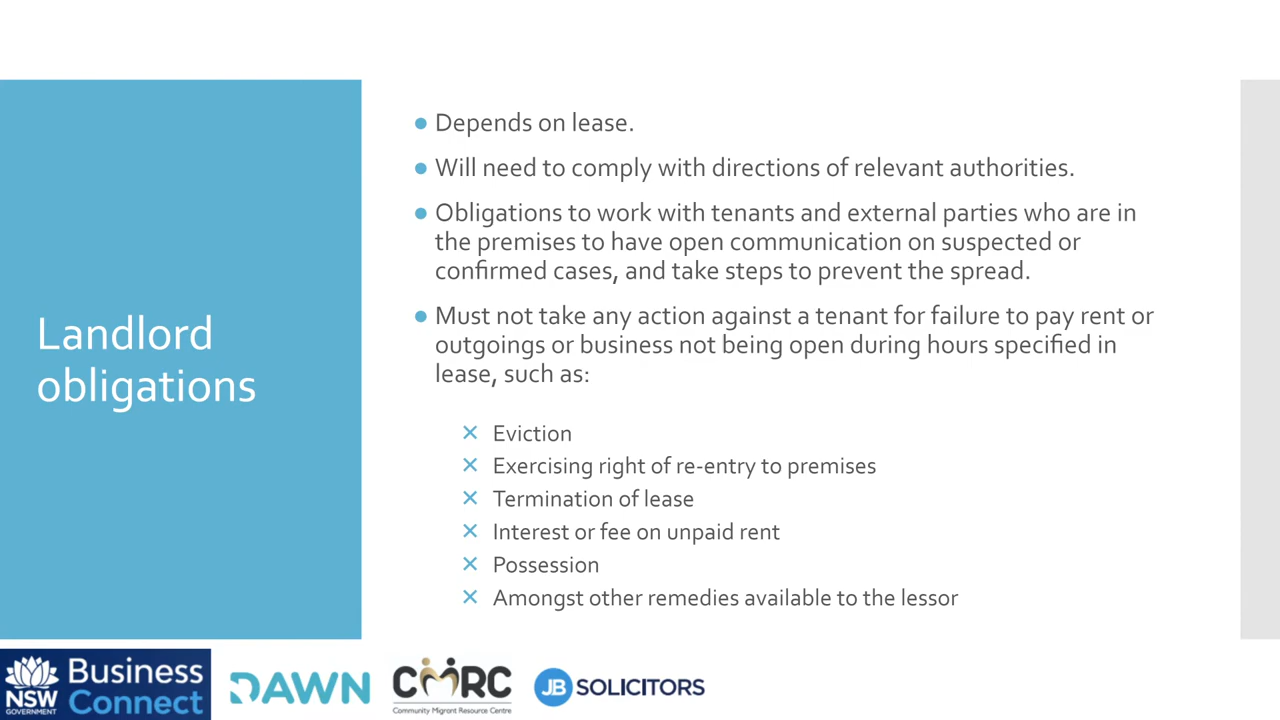 Landlord
obligations
Depends on lease.
Will need to comply with directions of relevant authorities.
Obligations to work with tenants and external parties who are in
the premises to have open communication on suspected or
confirmed cases, and take steps to prevent the spread.
Must not take any action against a tenant for failure to pay rent or
outgoings or business not being open during hours specified in
lease, such as:
Eviction
Exercising right of re-entry to premises
Termination of lease
Interest or fee on unpaid rent
Possession
Amongst other remedies available to the lessor
NSW
GOVERNMENT
Business
Connect
DAWN
CMRC
Community Migrant Resource Centre
JB SOLICITORS